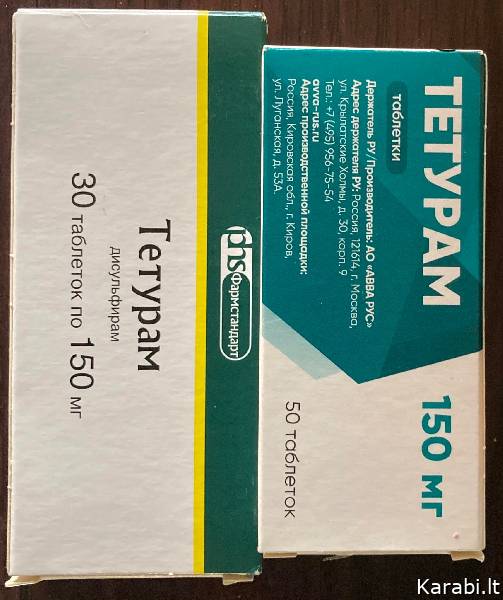 Тетурам
дисульфирам
30 таблеток по 150 мг
phs
Фармстандарт
ТЕТУРАМ
таблетки
150 мг
Держатель РУ/Производитель: АО «АВВА РУС»
Адрес держателя РУ: Россия, 121614, г. Москва,
ул. Крылатские Холмы, д. 30, корп. 9
Тел.: +7 (495) 956-75-54
avva-rus.ru
Адрес производственной площадки:
Россия, Кировская обл., г. Киров,
ул. Луганская, д. 53А.
50 таблеток
Karabi.lt